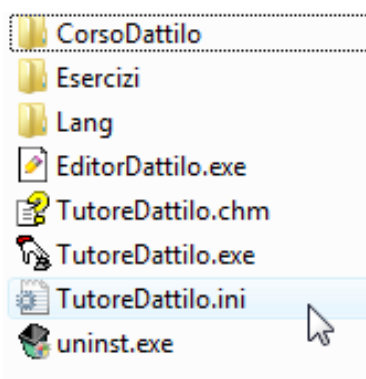 CorsoDattilo
Esercizi
Lang
EditorDattilo.exe
TutoreDattilo.chm
TutoreDattilo.exe
TutoreDattilo.ini
uninst.exe